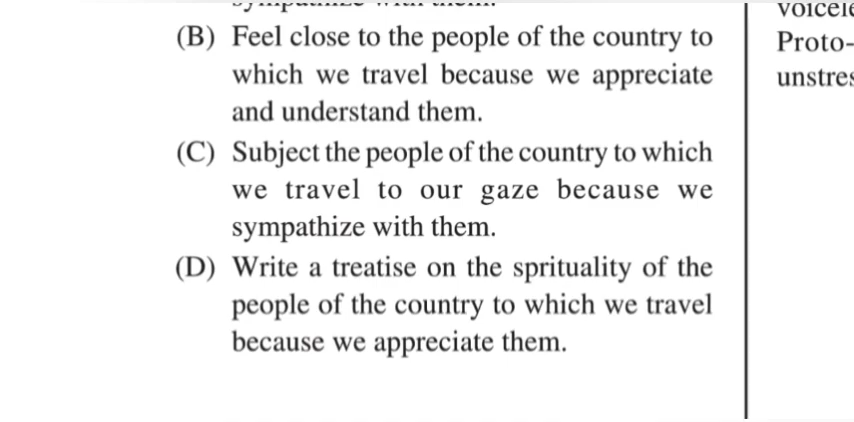 (B) Feel close to the people of the country to
which we travel because we appreciate
and understand them.
(C) Subject the people of the country to which
we travel to our gaze because we
sympathize with them.
(D) Write a treatise on the sprituality of the
people of the country to which we travel
because we appreciate them.
Proto-